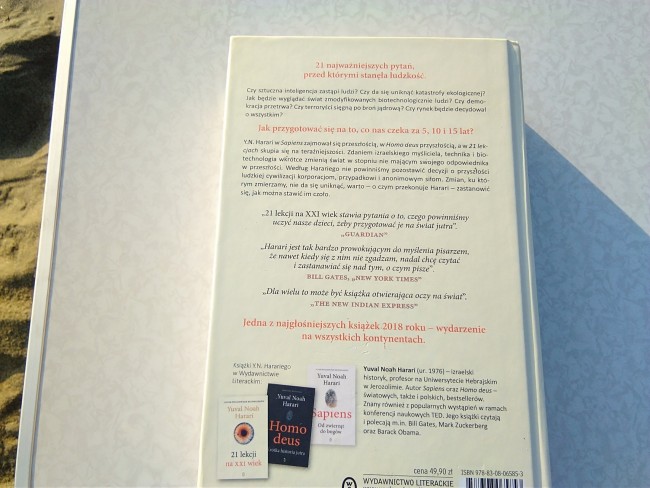 21 najważniejszych pytań,
przed którymi stanęła ludzkość.
Czy sztuczna inteligencja zastąpi ludzi? Czy da się uniknąć katastrofy ekologicznej?
Jak będzie wyglądać świat zmodyfikowanych biotechnologicznie ludzi? Czy demo-
kracja przetrwa? Czy terroryści sięgną po broń jądrową? Czy rynek będzie decydował
o wszystkim?
Jak przygotować się na to, co nas czeka za 5, 10 i 15 lat?
Y.N. Harari w Sapiens zajmował się przeszłością, w Homo deus przyszłością, a w 21 lek-
cjach skupia się na teraźniejszości. Zdaniem izraelskiego myśliciela, technika i bio-
technologia wkrótce zmienią świat w stopniu nie mającym swojego odpowiednika
w przeszłości. Według Harariego nie powinniśmy pozostawić decyzji o przyszłości
ludzkiej cywilizacji korporacjom, przypadkowi i anonimowym siłom. Zmian, ku któ-
rym zmierzamy, nie da się uniknąć, warto – o czym przekonuje Harari – zastanowić
się, jak można stawić im czoło.
„21 lekcji na XXI wiek stawia pytania o to, czego powinniśmy
uczyć nasze dzieci, żeby przygotować je na świat jutra”.
„GUARDIAN”
„Harari jest tak bardzo prowokującym do myślenia pisarzem,
że nawet kiedy się z nim nie zgadzam, nadal chcę czytać
i zastanawiać się nad tym, o czym pisze”.
BILL GATES, „NEW YORK TIMES”
„Dla wielu to może być książka otwierająca oczy na świat”.
„THE NEW INDIAN EXPRESS”
Jedna z najgłośniejszych książek 2018 roku – wydarzenie
na wszystkich kontynentach.
Książki Y.N. Harariego
w Wydawnictwie
Literackim:
Yuval Noah
Harari
21 lekcji
na XXI wiek
Yuval Noah
Harari
Homo
deus
Krótka historia jutra
Yuval Noah
Harari
Sapiens
Od zwierząt
do bogów
Yuval Noah Harari (ur. 1976) – izraelski
historyk, profesor na Uniwersytecie Hebrajskim
w Jerozolimie. Autor Sapiens oraz Homo deus –
światowych, także i polskich, bestsellerów.
Znany również z popularnych wystąpień w ramach
konferencji naukowych TED. Jego książki czytają
i polecają m.in. Bill Gates, Mark Zuckerberg
oraz Barack Obama.
cena 49,90 zł
WYDAWNICTWO LITERACKIE
ISBN 978-83-08-06585-3